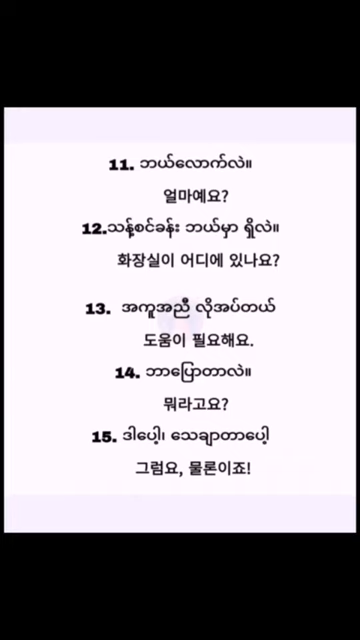 11. ဘယ်လောက်လဲ။
얼마예요?
12.သန့်စင်ခန်း ဘယ်မှာ ရှိလဲ။
화장실이 어디에 있나요?
13. အကူအညီ လိုအပ်တယ်
도움이 필요해요.
14. ဘာပြောတာလဲ။
뭐라고요?
15. ဒါပေါ့၊ သေချာတာပေါ့
그럼요, 물론이죠!